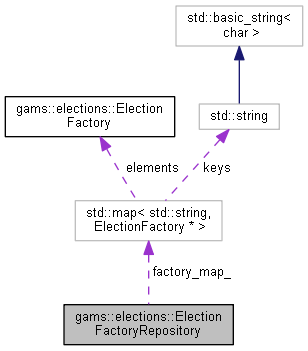 std::basic_string<
char >
gams::elections::Election
Factory
std::string
elements
keys
std::map< std::string,
ElectionFactory * >
factory_map_
gams::elections::Election
FactoryRepository